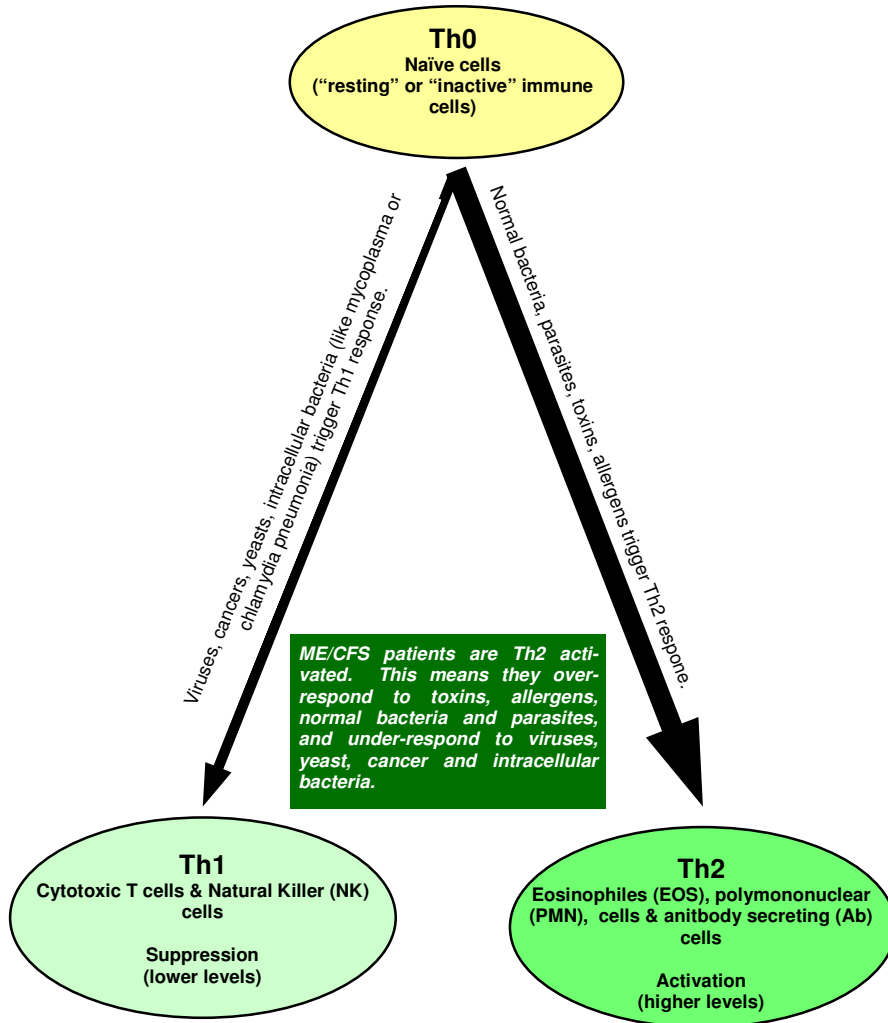 Th0
Naïve cells
(“resting” or “inactive” immune
cells)
Viruses, cancers, yeasts, intracellular bacteria (like mycoplasma or
chlamydia pneumonia) trigger Th1 response.
Normal bacteria, parasites, toxins, allergens trigger Th2 respone.
ME/CFS patients are Th2 acti-
vated. This means they over-
respond to toxins, allergens,
normal bacteria and parasites,
and under-respond to viruses,
yeast, cancer and intracellular
bacteria.
Th1
Cytotoxic T cells & Natural Killer (NK)
cells
Suppression
(lower levels)
Th2
Eosinophiles (EOS), polymononuclear
(PMN), cells & anitbody secreting (Ab)
cells
Activation
(higher levels)